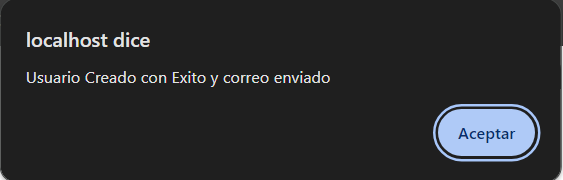 localhost dice
Usuario Creado con Exito y correo enviado
Aceptar